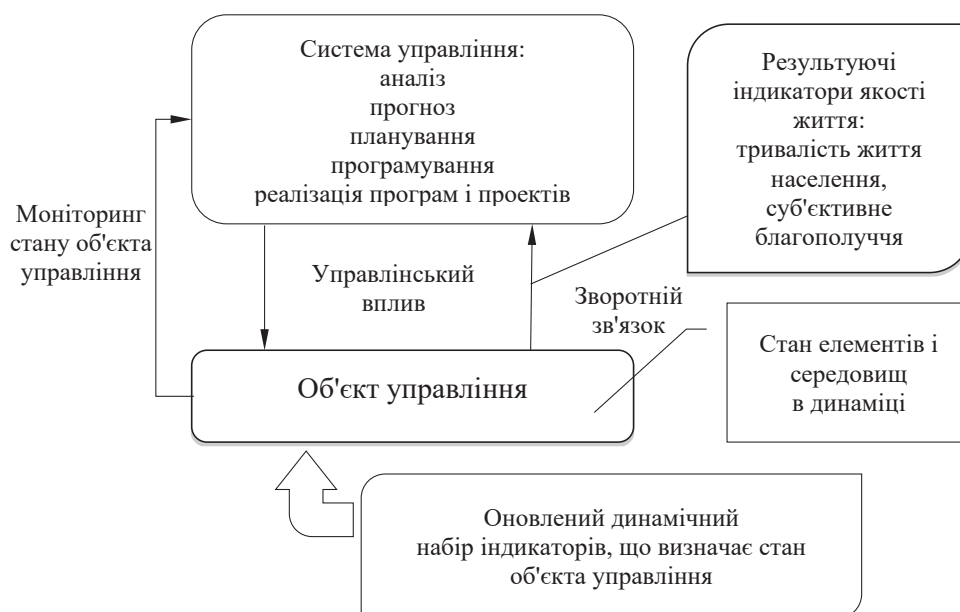 Система управління:
аналіз
прогноз
планування
програмування
реалізація програм і проектів
Результуючі
індикатори якості
життя:
тривалість життя
населення,
суб'єктивне
благополуччя
Моніторинг
стану об'єкта
управління
Управлінський
вплив
Зворотній
зв'язок
Об'єкт управління
Стан елементів і
середовищ
в динаміці
Оновлений динамічний
набір індикаторів, що визначає стан
об'єкта управління